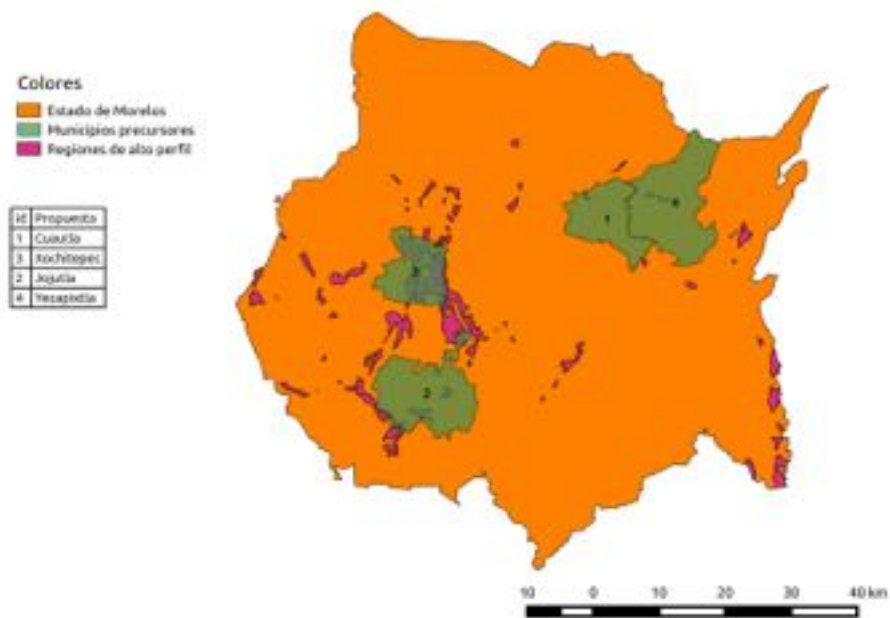 Colores
Estado de Morelos
Municipios precursores
Regiones de alto perfil
id Propuesta
1 Cuautla
3 Xochitepec
2 Jojutla
4 Yecapixtla
1
4
3
2
10 0 10 20 30 40 km